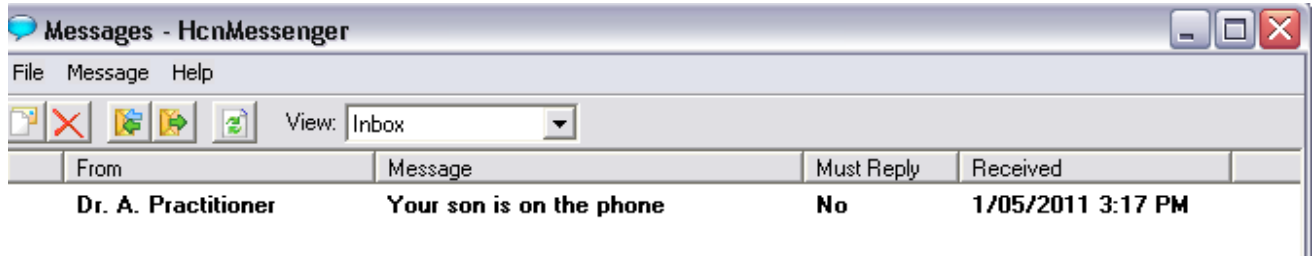 Messages - HcnMessenger
File Message Help
View: Inbox
From Message Must Reply Received
Dr. A. Practitioner Your son is on the phone No 1/05/2011 3:17 PM